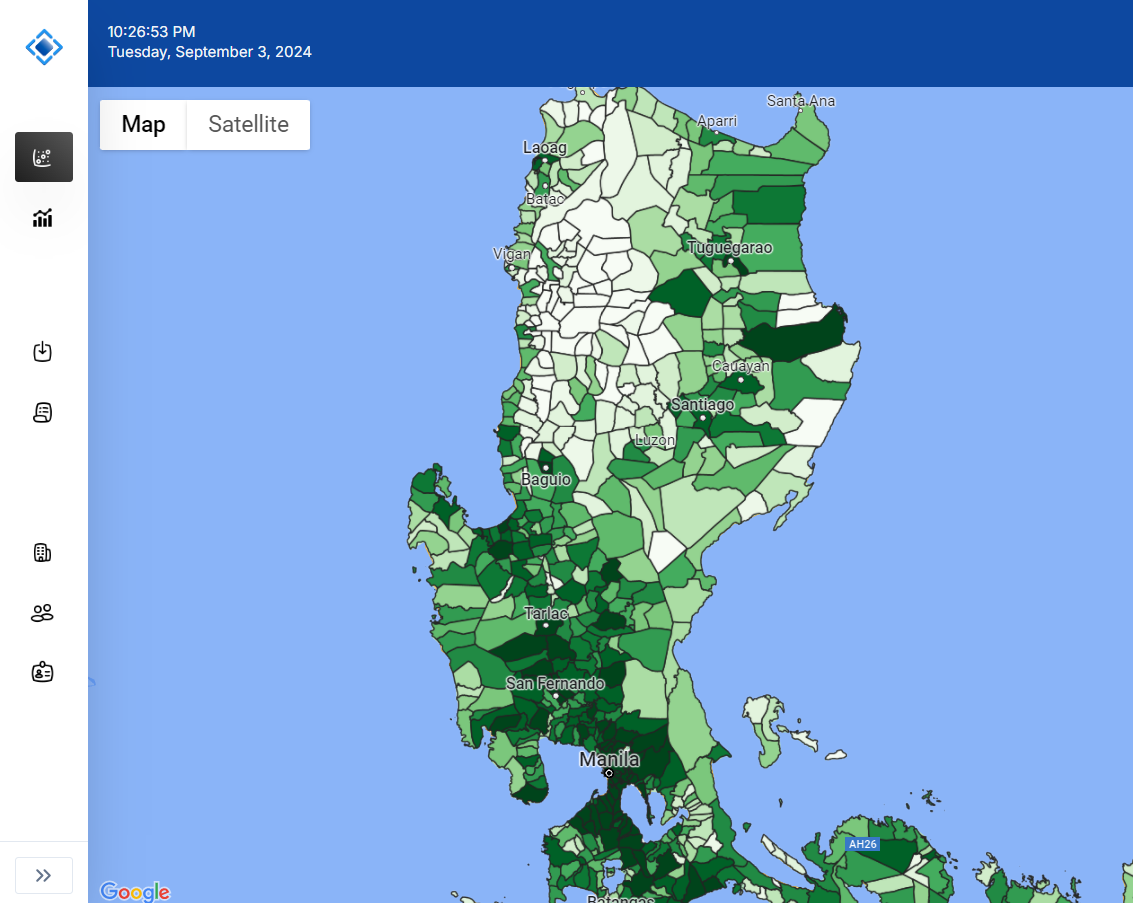 10:26:53 PM
Tuesday, September 3, 2024
Map
Satellite
Santa Ana
Aparri
Laoag
Batac
Tuguegarao
Vigan
Cauayan
Santiago
Luzon
Baguio
Tarlac
San Fernando
Manila
AH26
Google
Batangas